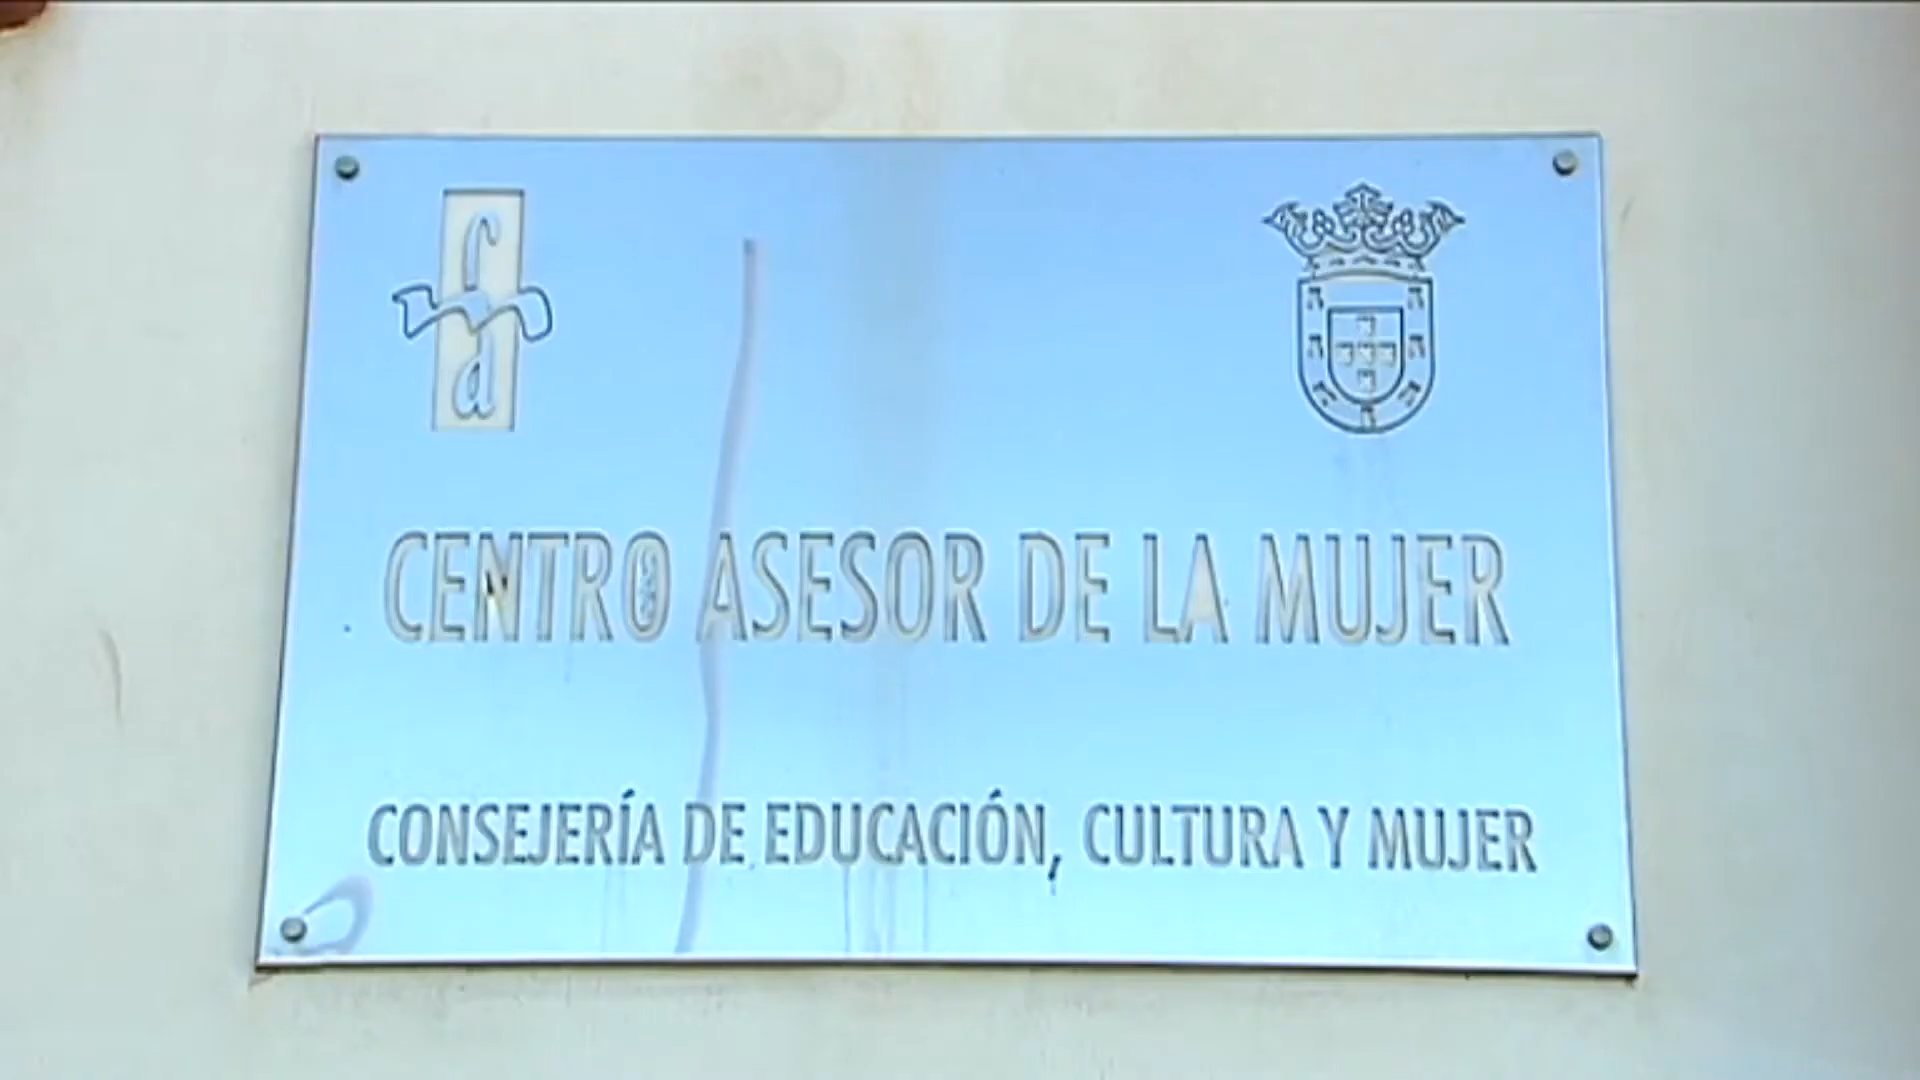 CENTRO ASESOR DE LA MUJER
CONSEJERÍA DE EDUCACIÓN, CULTURA Y MUJER